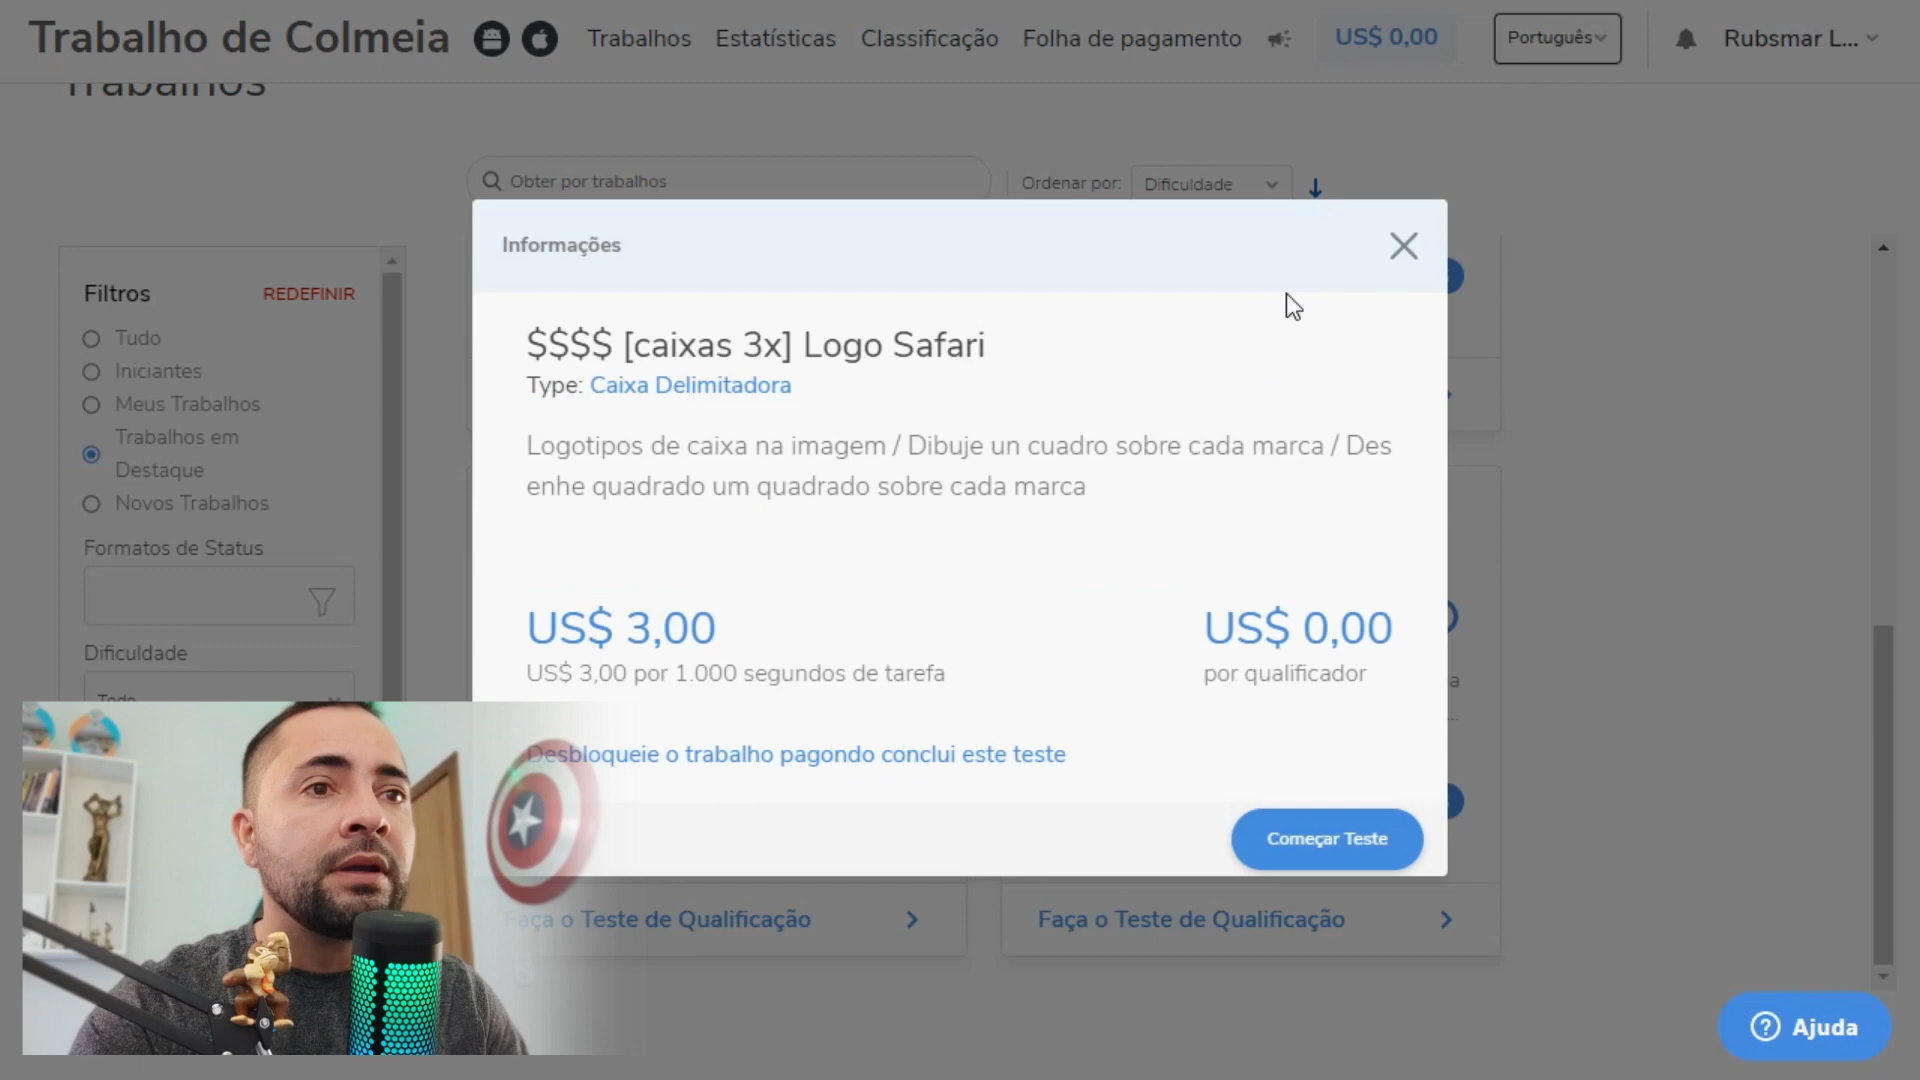 Trabalho de Colmeia
Trabalhos
Estatísticas
Classificação
Folha de pagamento
US$ 0,00
Português
Rubsmar L...
Trabalhos
Obter por trabalhos
Ordenar por:
Dificuldade
Filtros
REDEFINIR
Tudo
Iniciantes
Meus Trabalhos
Trabalhos em
Destaque
Novos Trabalhos
Formatos de Status
Dificuldade
Todo
Informações
$$$$ [caixas 3x] Logo Safari
Type: Caixa Delimitadora
Logotipos de caixa na imagem / Dibuje un cuadro sobre cada marca / Des
enhe quadrado um quadrado sobre cada marca
US$ 3,00
US$ 3,00 por 1.000 segundos de tarefa
US$ 0,00
por qualificador
Desbloqueie o trabalho pagondo conclui este teste
Começar Teste
Faça o Teste de Qualificação
Faça o Teste de Qualificação
Ajuda